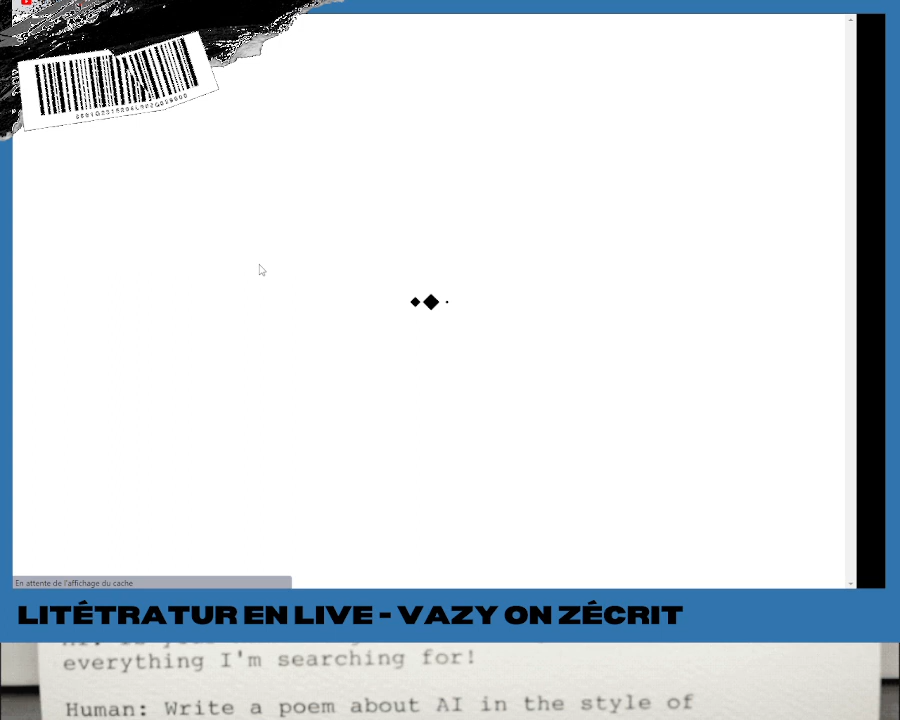 En attente de l'affichage du cache
LITÉTRATUR EN LIVE - VAZY ON ZÉCRIT
everything I'm searching for!
Human: Write a poem about AI in the style of